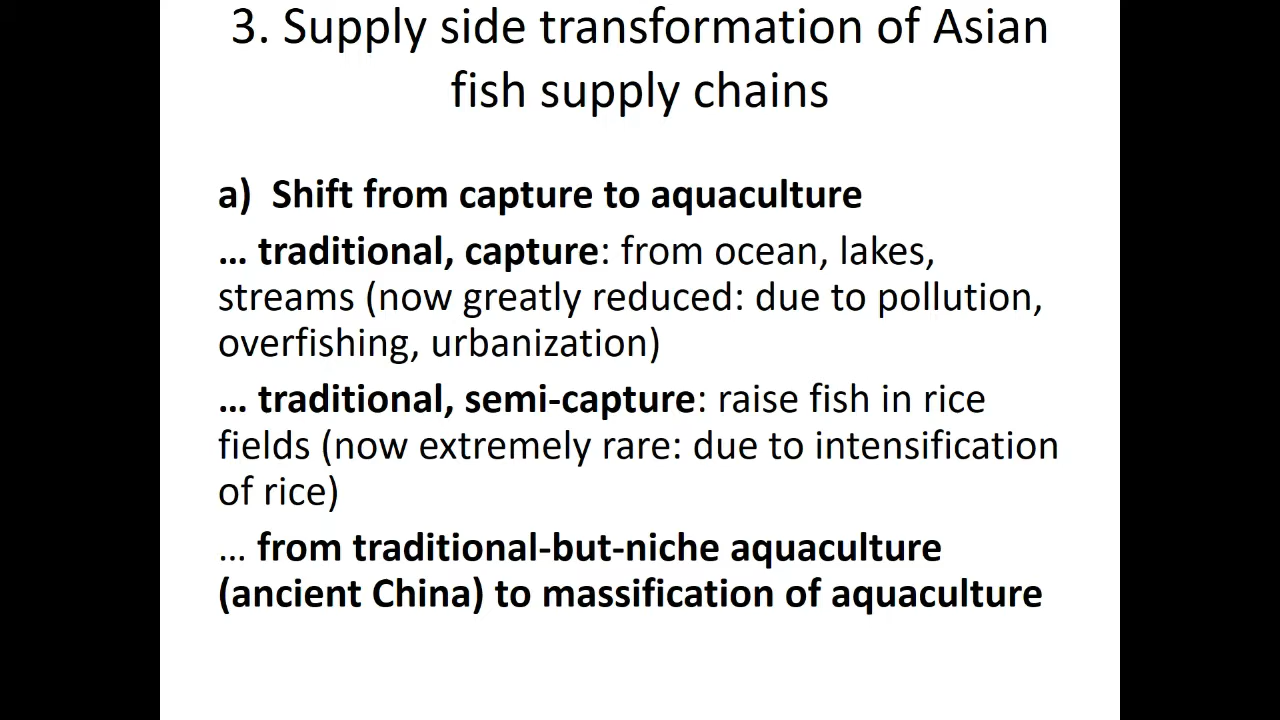 3. Supply side transformation of Asian
fish supply chains
a) Shift from capture to aquaculture
... traditional, capture: from ocean, lakes,
streams (now greatly reduced: due to pollution,
overfishing, urbanization)
... traditional, semi-capture: raise fish in rice
fields (now extremely rare: due to intensification
of rice)
... from traditional-but-niche aquaculture
(ancient China) to massification of aquaculture